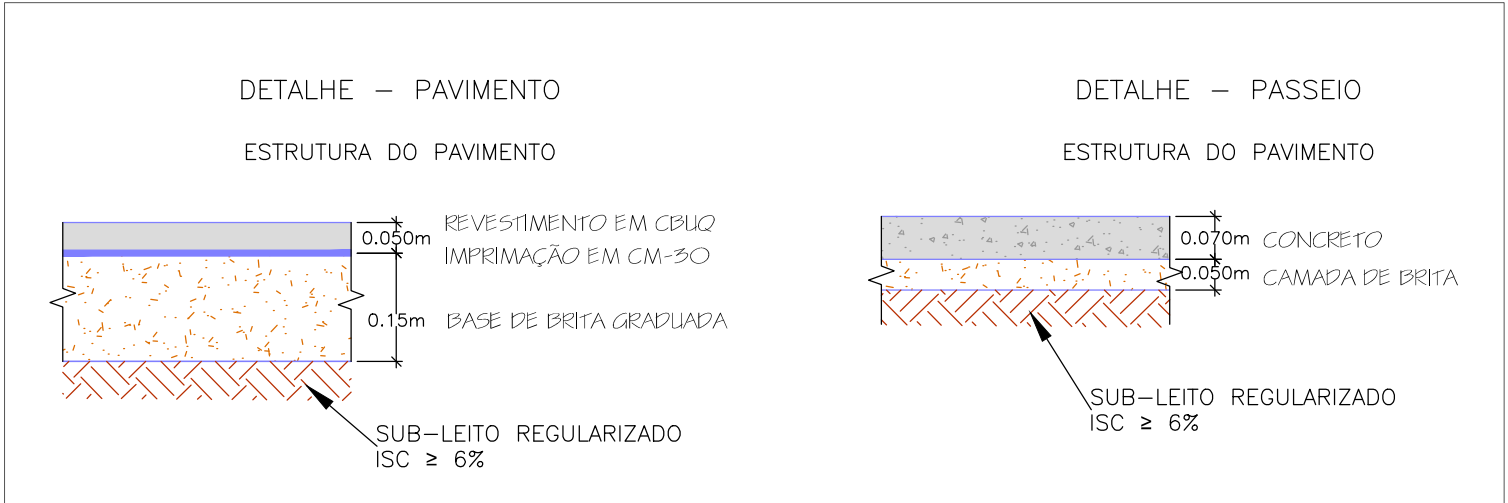 DETALHE – PAVIMENTO
ESTRUTURA DO PAVIMENTO
0.050m
REVESTIMENTO EM CBUQ
IMPRIMAÇÃO EM CM-30
0.15m
BASE DE BRITA GRADUADA
SUB-LEITO REGULARIZADO
ISC ≥ 6%
DETALHE – PASSEIO
ESTRUTURA DO PAVIMENTO
0.070m
CONCRETO
0.050m
CAMADA DE BRITA
SUB-LEITO REGULARIZADO
ISC ≥ 6%